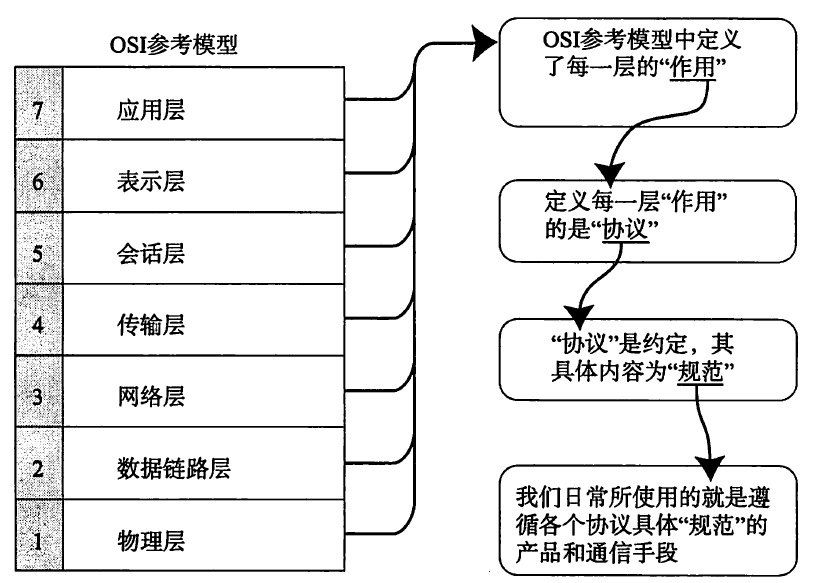 OSI参考模型
7 应用层
6 表示层
5 会话层
4 传输层
3 网络层
2 数据链路层
1 物理层
OSI参考模型中定义
了每一层的“作用”
定义每一层“作用”
的是“协议”
“协议”是约定，其
具体内容为“规范”
我们日常所使用的就是遵
循各个协议具体“规范”的
产品和通信手段